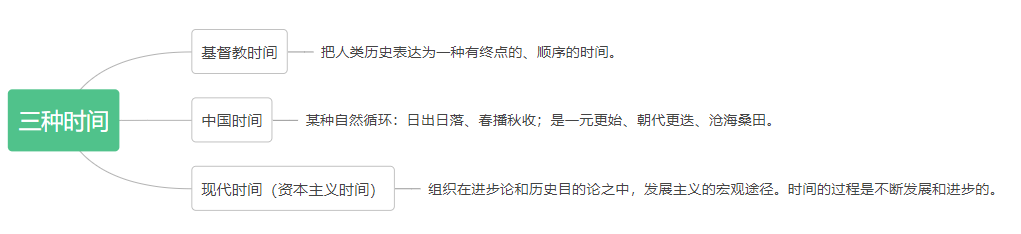 三种时间
基督教时间
把人类历史表达为一种有终点的、顺序的时间。
中国时间
某种自然循环：日出日落、春播秋收；是一元更始、朝代更迭、沧海桑田。
现代时间（资本主义时间）
组织在进步论和历史目的论之中，发展主义的宏观途径。时间的过程是不断发展和进步的。